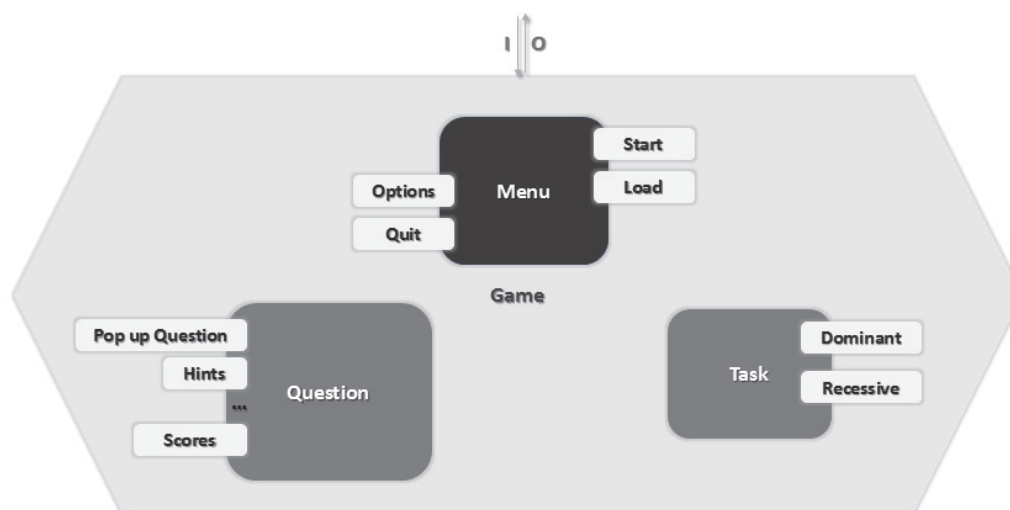 I O
Start
Options
Menu
Load
Quit
Game
Pop up Question
Hints
Question
...
Scores
Task
Dominant
Recessive